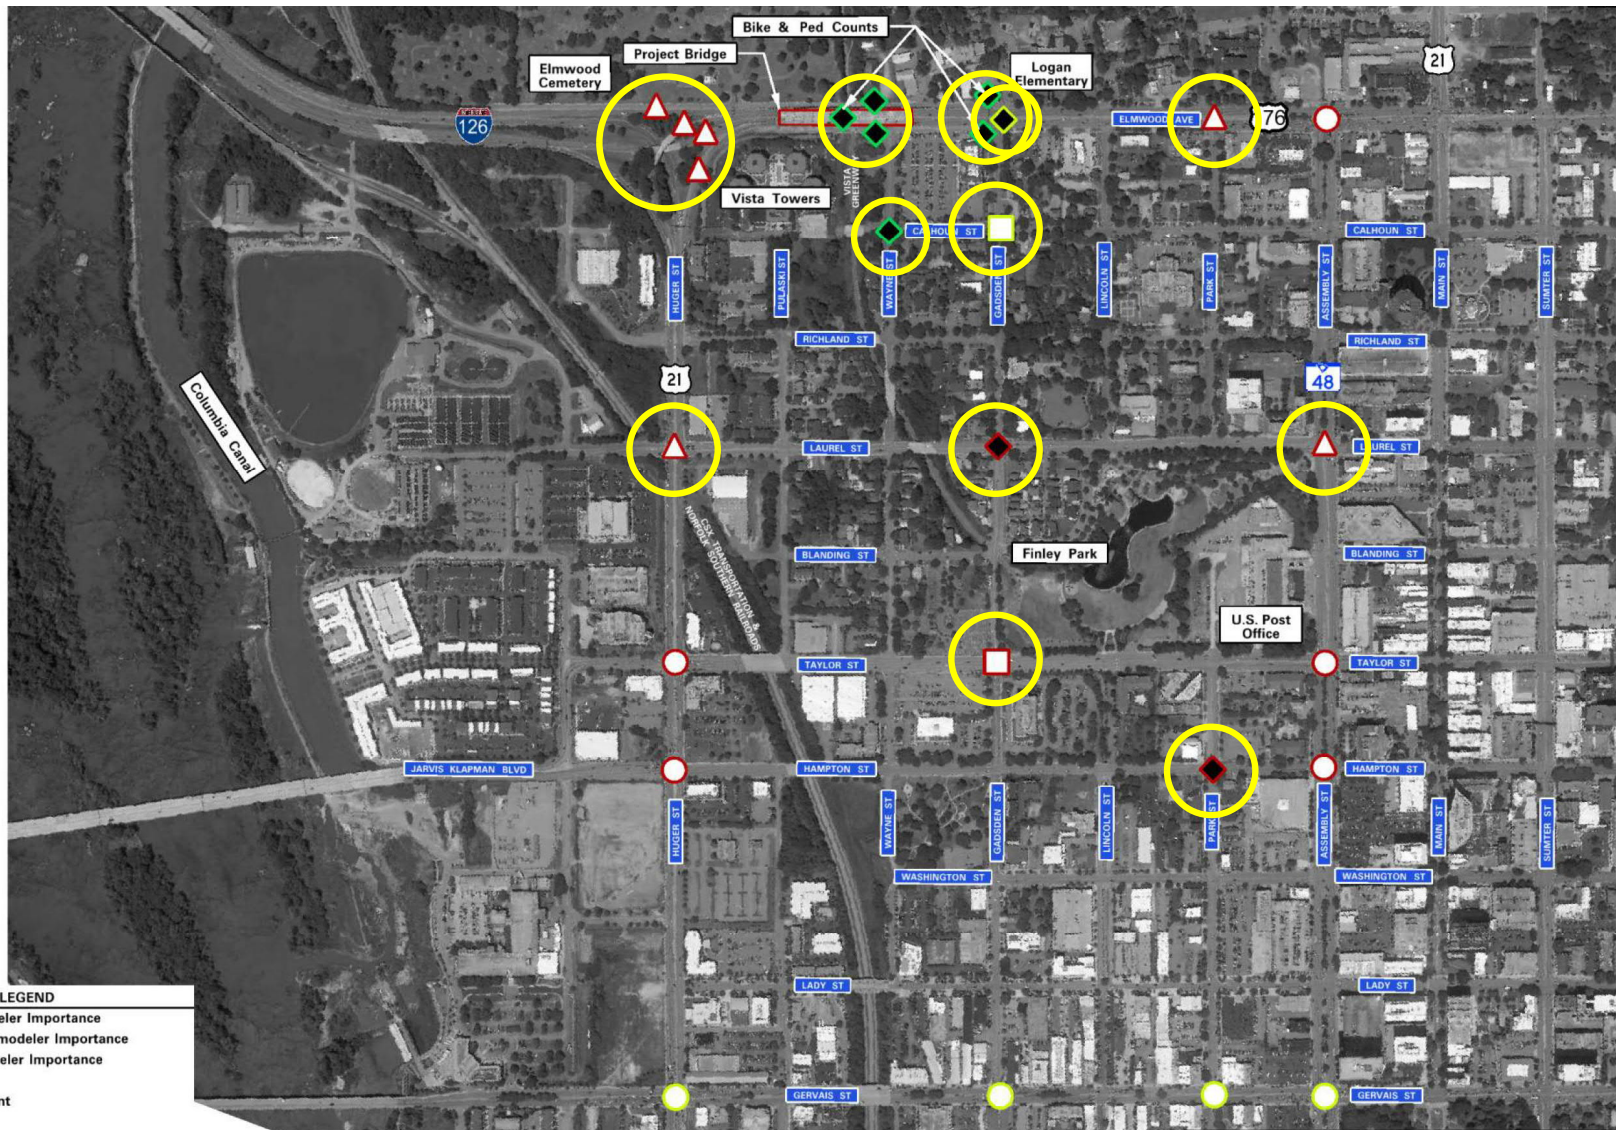 Bike & Ped Counts
Project Bridge
Elmwood
Cemetery
Logan
Elementary
21
126
ELMWOOD AVE
76
Vista Towers
VISTA
GREENWAY
CALHOUN ST
CALHOUN ST
HUGER ST
PULASKI ST
WAYNE ST
GADSDEN ST
LINCOLN ST
PARK ST
ASSEMBLY ST
MAIN ST
SUMTER ST
RICHLAND ST
RICHLAND ST
21
48
Columbia Canal
LAUREL ST
LAUREL ST
CSX TRANSPORTATION &
NORFOLK SOUTHERN RAILROADS
BLANDING ST
Finley Park
BLANDING ST
U.S. Post
Office
TAYLOR ST
TAYLOR ST
JARVIS KLAPMAN BLVD
HAMPTON ST
HAMPTON ST
HUGER ST
WAYNE ST
GADSDEN ST
LINCOLN ST
PARK ST
ASSEMBLY ST
MAIN ST
SUMTER ST
WASHINGTON ST
WASHINGTON ST
LADY ST
LADY ST
LEGEND
eler Importance
modeler Importance
eler Importance
nt
GERVAIS ST
GERVAIS ST